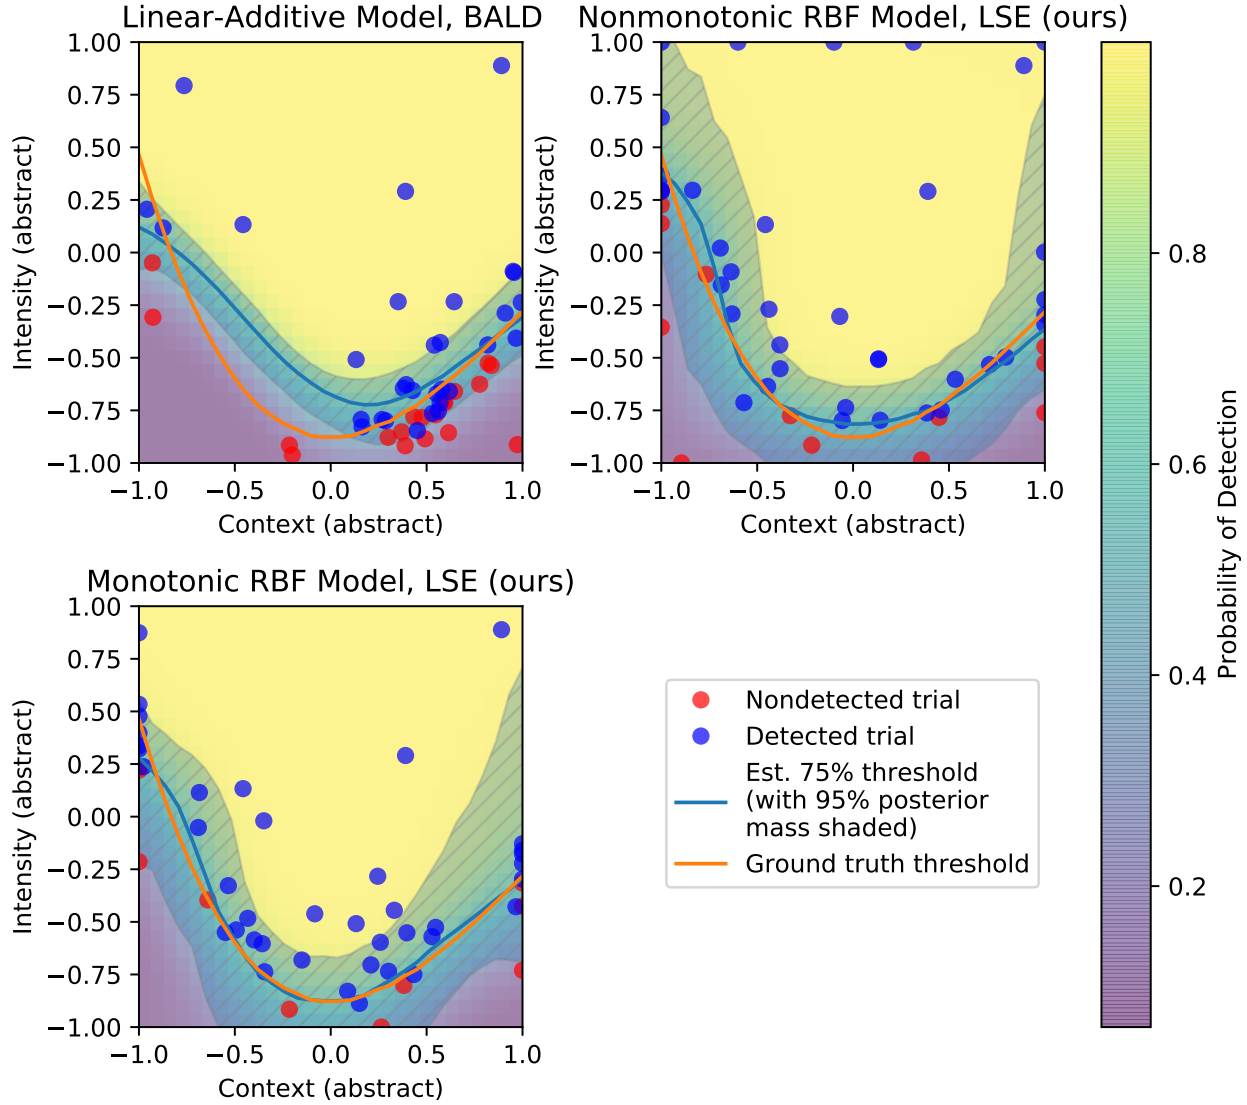 Linear-Additive Model, BALD
1.00
0.75
0.50
0.25
0.00
−0.25
−0.50
−0.75
−1.00
Intensity (abstract)
−1.0
−0.5
0.0
0.5
1.0
Context (abstract)
Nonmonotonic RBF Model, LSE (ours)
1.00
0.75
0.50
0.25
0.00
−0.25
−0.50
−0.75
−1.00
Intensity (abstract)
−1.0
−0.5
0.0
0.5
1.0
Context (abstract)
Monotonic RBF Model, LSE (ours)
1.00
0.75
0.50
0.25
0.00
−0.25
−0.50
−0.75
−1.00
Intensity (abstract)
−1.0
−0.5
0.0
0.5
1.0
Context (abstract)
Nondetected trial
Detected trial
Est. 75% threshold
(with 95% posterior
mass shaded)
Ground truth threshold
0.8
0.6
0.4
0.2
Probability of Detection